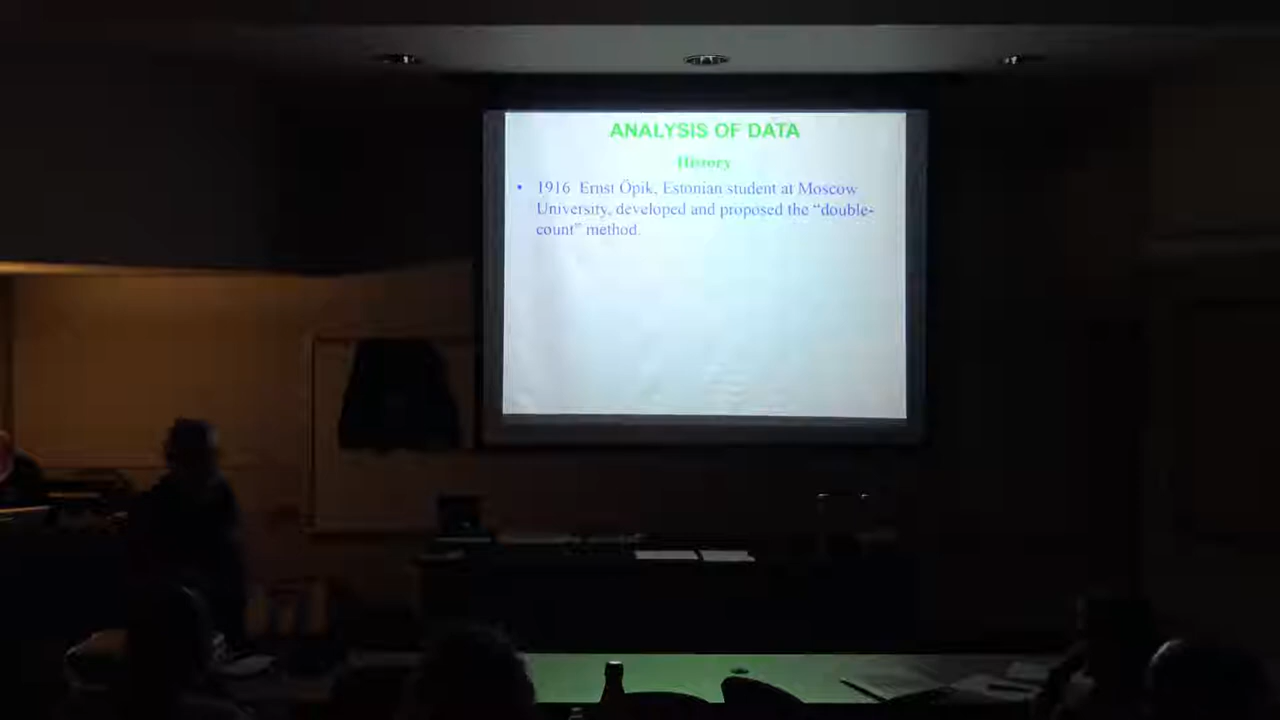 ANALYSIS OF DATA
History
• 1916 Ernst Öpik, Estonian student at Moscow
University, developed and proposed the “double-
count” method.